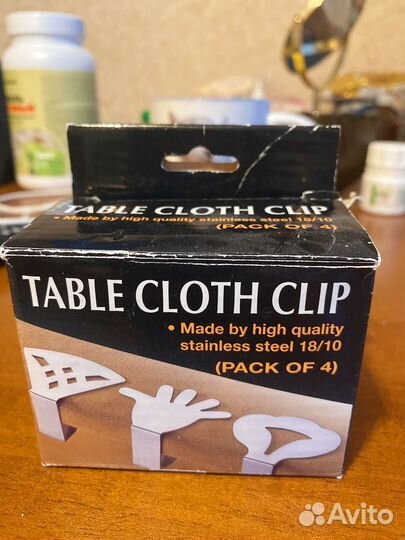 TABLE CLOTH CLIP
• Made by high quality stainless steel 18/10
(PACK OF 4)
TABLE CLOTH CLIP
• Made by high quality
stainless steel 18/10
(PACK OF 4)
Avito